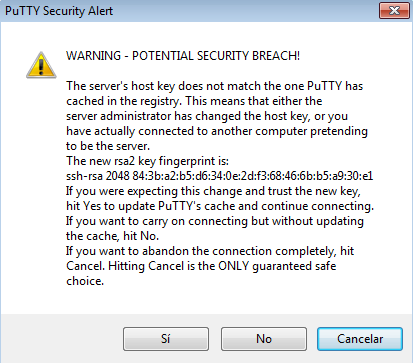 PuTTY Security Alert
WARNING - POTENTIAL SECURITY BREACH!
The server's host key does not match the one PuTTY has
cached in the registry. This means that either the
server administrator has changed the host key, or you
have actually connected to another computer pretending
to be the server.
The new rsa2 key fingerprint is:
ssh-rsa 2048 84:3b:a2:b5:d6:34:0e:2d:f3:68:46:6b:b5:a9:30:e1
If you were expecting this change and trust the new key,
hit Yes to update PuTTY's cache and continue connecting.
If you want to carry on connecting but without updating
the cache, hit No.
If you want to abandon the connection completely, hit
Cancel. Hitting Cancel is the ONLY guaranteed safe
choice.
Sí
No
Cancelar